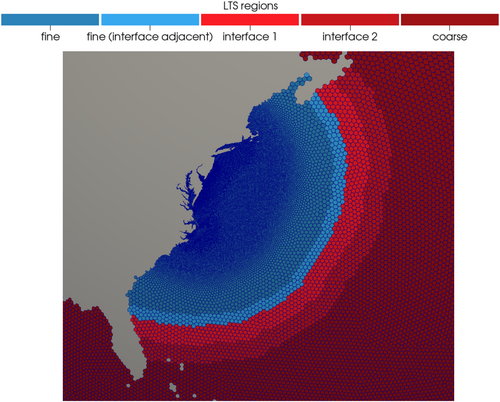 LTS regions
fine
fine (interface adjacent)
interface 1
interface 2
coarse